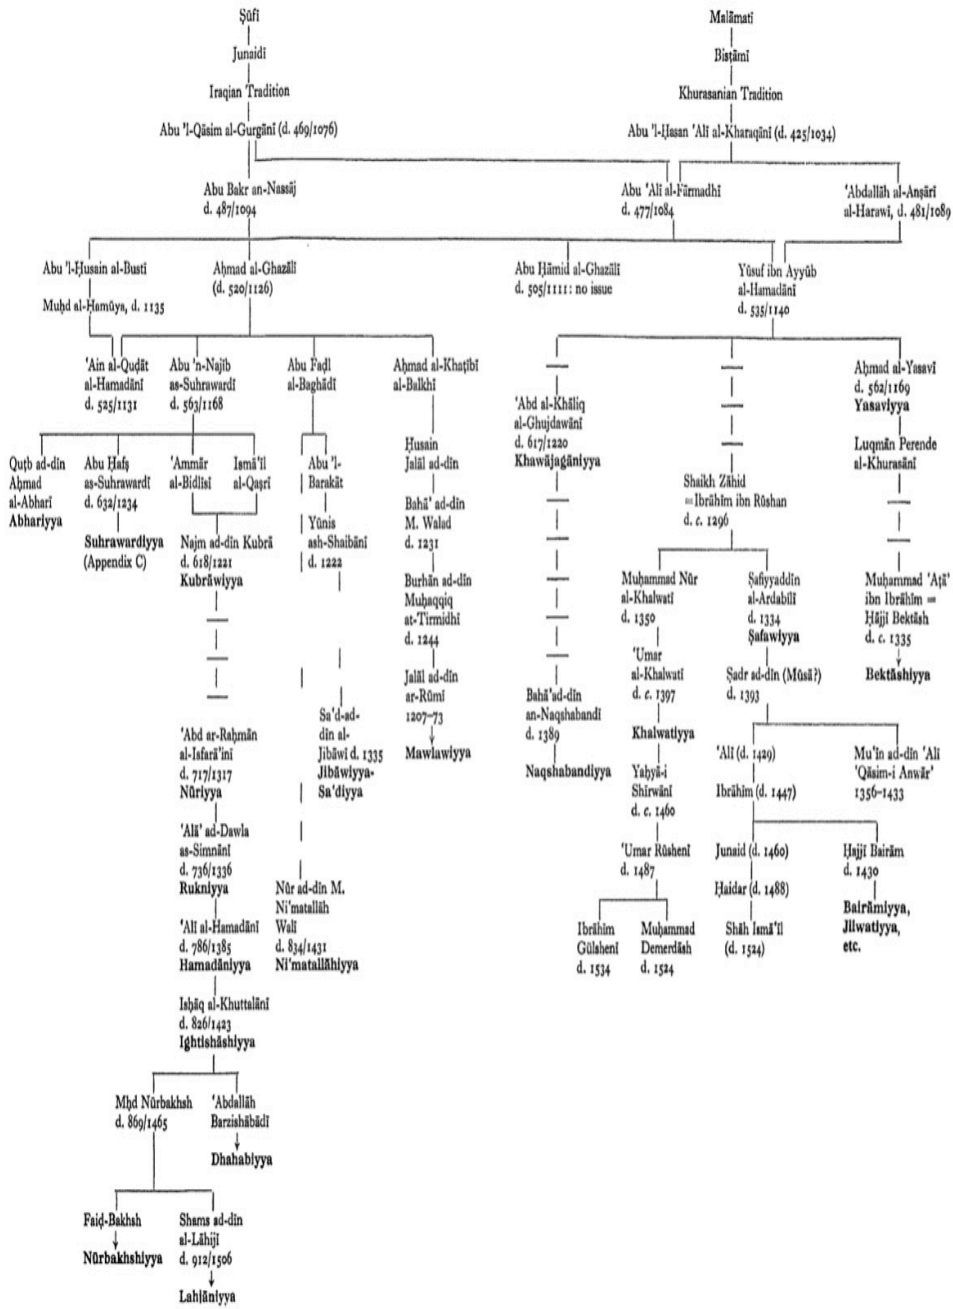 Ṣūfī
Junaidī
Iraqian Tradition
Abu 'l-Qāsim al-Gurgānī (d. 469/1076)
Malāmatī
Bisṭāmī
Khurasanian Tradition
Abu 'l-Ḥasan 'Alī al-Kharaqānī (d. 425/1034)
Abu Bakr an-Nassāj
d. 487/1094
Abu 'Alī al-Fārmadhī
d. 477/1084
'Abdallāh al-Anṣārī
al-Harawī, d. 481/1089
Abu 'l-Ḥusain al-Bustī
Muḥd al-Ḥamūya, d. 1135
Aḥmad al-Ghazālī
(d. 520/1126)
Abu Ḥāmid al-Ghazālī
d. 505/1111: no issue
Yūsuf ibn Ayyūb
al-Hamadānī
d. 535/1140
'Ain al-Quḍāt
al-Hamadānī
d. 525/1131
Abu 'n-Najīb
as-Suhrawardī
d. 563/1168
Abu Faḍl
al-Baghādī
Aḥmad al-Khaṭībī
al-Balkhī
'Abd al-Khāliq
al-Ghujdawānī
d. 617/1220
Khawājagāniyya
Aḥmad al-Yasavī
d. 562/1169
Yasaviyya
Luqmān Perende
al-Khurasānī
Quṭb ad-dīn
Aḥmad
al-Abharī
Abhariyya
Abu Ḥafṣ
as-Suhrawardī
d. 632/1234
Suhrawardiyya
(Appendix C)
'Ammār
al-Bidlīsī
Ismā'īl
al-Qaṣrī
Najm ad-dīn Kubrā
d. 618/1221
Kubrāwiyya
Abu 'l-
Barakāt
Yūnis
ash-Shaibānī
d. 1222
Ḥusain
Jalāl ad-dīn
Bahā' ad-dīn
M. Walad
d. 1231
Burhān ad-dīn
Muḥaqqiq
at-Tirmidhī
d. 1244
Jalāl ad-dīn
ar-Rūmī
1207–73
Mawlawiyya
Shaikh Zāhid
= Ibrāhīm ibn Rūshan
d. c. 1296
Muḥammad Nūr
al-Khalwatī
d. 1350
'Umar
al-Khalwatī
d. c. 1397
Khalwatiyya
Yaḥyā-i
Shirwānī
d. c. 1460
'Umar Rūshenī
d. 1487
Ibrāhīm
Gülshenī
d. 1534
Muḥammad
Demerdāsh
d. 1524
Ṣafiyyaddīn
al-Ardabīlī
d. 1334
Ṣafawiyya
Ṣadr ad-dīn (Mūsā?)
d. 1393
'Alī (d. 1429)
Ibrāhīm (d. 1447)
Junaid (d. 1460)
Ḥaidar (d. 1488)
Shāh Ismā'īl
(d. 1524)
Mu'īn ad-dīn 'Alī
'Qāsim-i Anwār'
1356–1433
Ḥajjī Bairām
d. 1430
Bairāmiyya,
Jilwatiyya,
etc.
Muḥammad 'Aṭā'
ibn Ibrāhīm =
Ḥājjī Bektāsh
d. c. 1335
Bektāshiyya
Bahā'ad-dīn
an-Naqshabandī
d. 1389
Naqshabandiyya
Sa'd-ad-
dīn al-
Jibāwī d. 1335
Jibāwiyya-
Sa'diyya
'Abd ar-Raḥmān
al-Isfarā'inī
d. 717/1317
Nūriyya
'Alā' ad-Dawla
as-Simnānī
d. 736/1336
Rukniyya
'Alī al-Hamadānī
d. 786/1385
Hamadāniyya
Nūr ad-dīn M.
Ni'matallāh
Walī
d. 834/1431
Ni'matallāhiyya
Isḥāq al-Khuttalānī
d. 826/1423
Ightishāshiyya
Mḥd Nūrbakhsh
d. 869/1465
'Abdallāh
Barzishābādī
Dhahabiyya
Faiḍ-Bakhsh
Nūrbakhshiyya
Shams ad-dīn
al-Lāhijī
d. 912/1506
Lahjāniyya